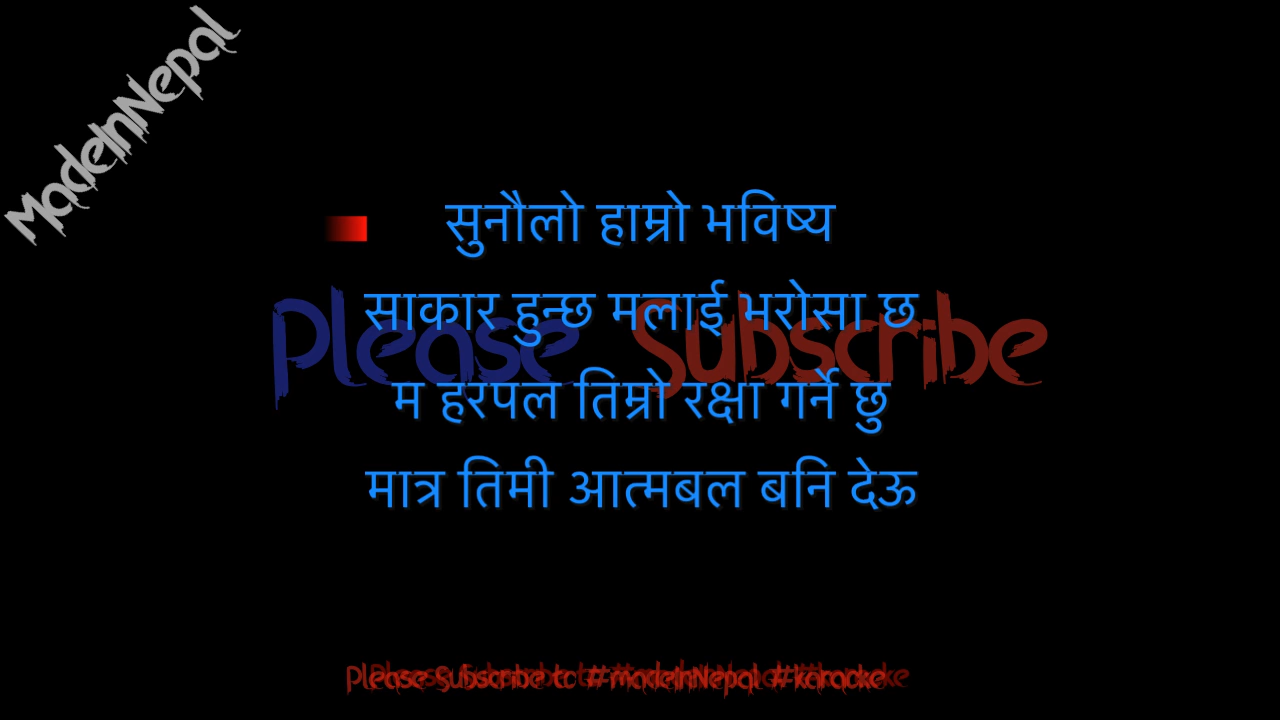 MadeInNepal
सुनौलो हाम्रो भविष्य
साकार हुन्छ मलाई भरोसा छ
Please Subscribe
म हरपल तिम्रो रक्षा गर्ने छु
मात्र तिमी आत्मबल बनि देऊ
Please Subscribe to #madeInNepal #karaoke